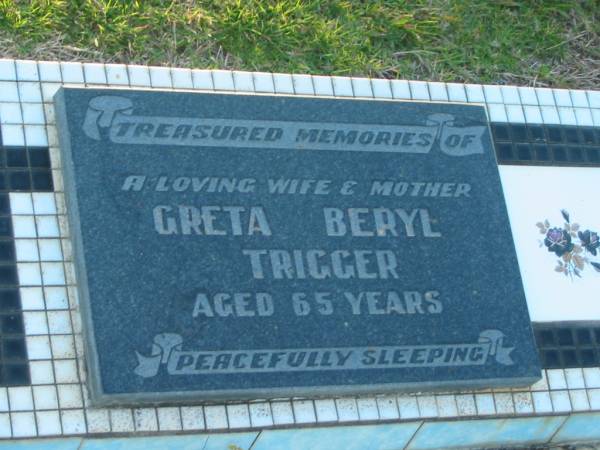 TREASURED MEMORIES OF
A LOVING WIFE & MOTHER
GRETA BERYL
TRIGGER
AGED 65 YEARS
PEACEFULLY SLEEPING